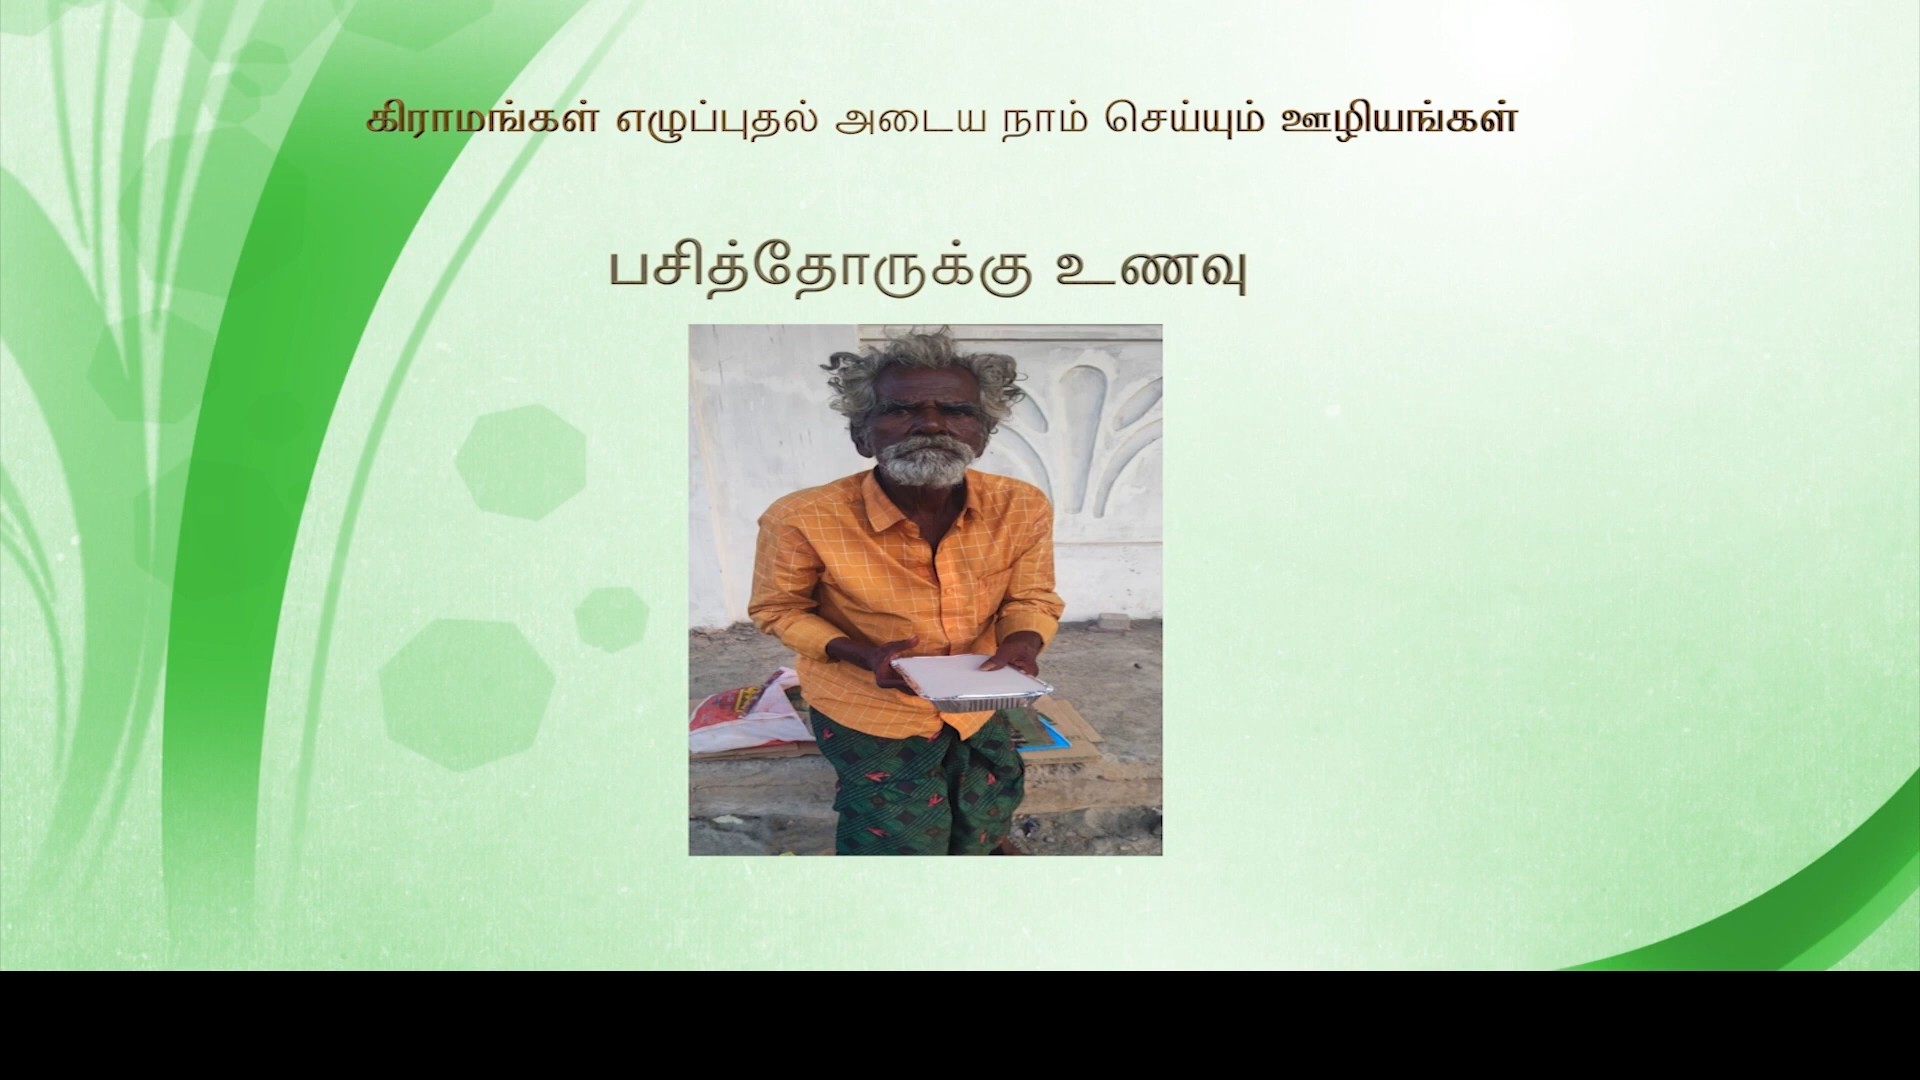 கிராமங்கள் எழுப்புதல் அடைய நாம் செய்யும் ஊழியங்கள்
பசித்தோருக்கு உணவு